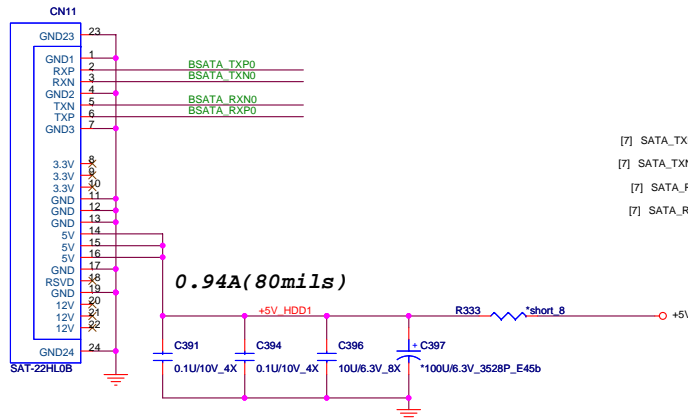 CN11
GND23 23
GND1 1
RXP 2 BSATA_TXP0
RXN 3 BSATA_TXN0
GND2 4
TXN 5 BSATA_RXN0
TXP 6 BSATA_RXP0
GND3 7
[7] SATA_TX
3.3V 8 [7] SATA_TXN
3.3V 9
3.3V 10 [7] SATA_R
GND 11
GND 12 [7] SATA_R
GND 13
5V 14
5V 15
5V 16
GND 17
RSVD 18 0.94A(80mils)
GND 19
12V 20
12V 21 +5V_HDD1 R333 *short_8 +5V
12V 22
GND24 24 C391 C394 C396 + C397
SAT-22HL0B 0.1U/10V_4X 0.1U/10V_4X 10U/6.3V_8X *100U/6.3V_3528P_E45b